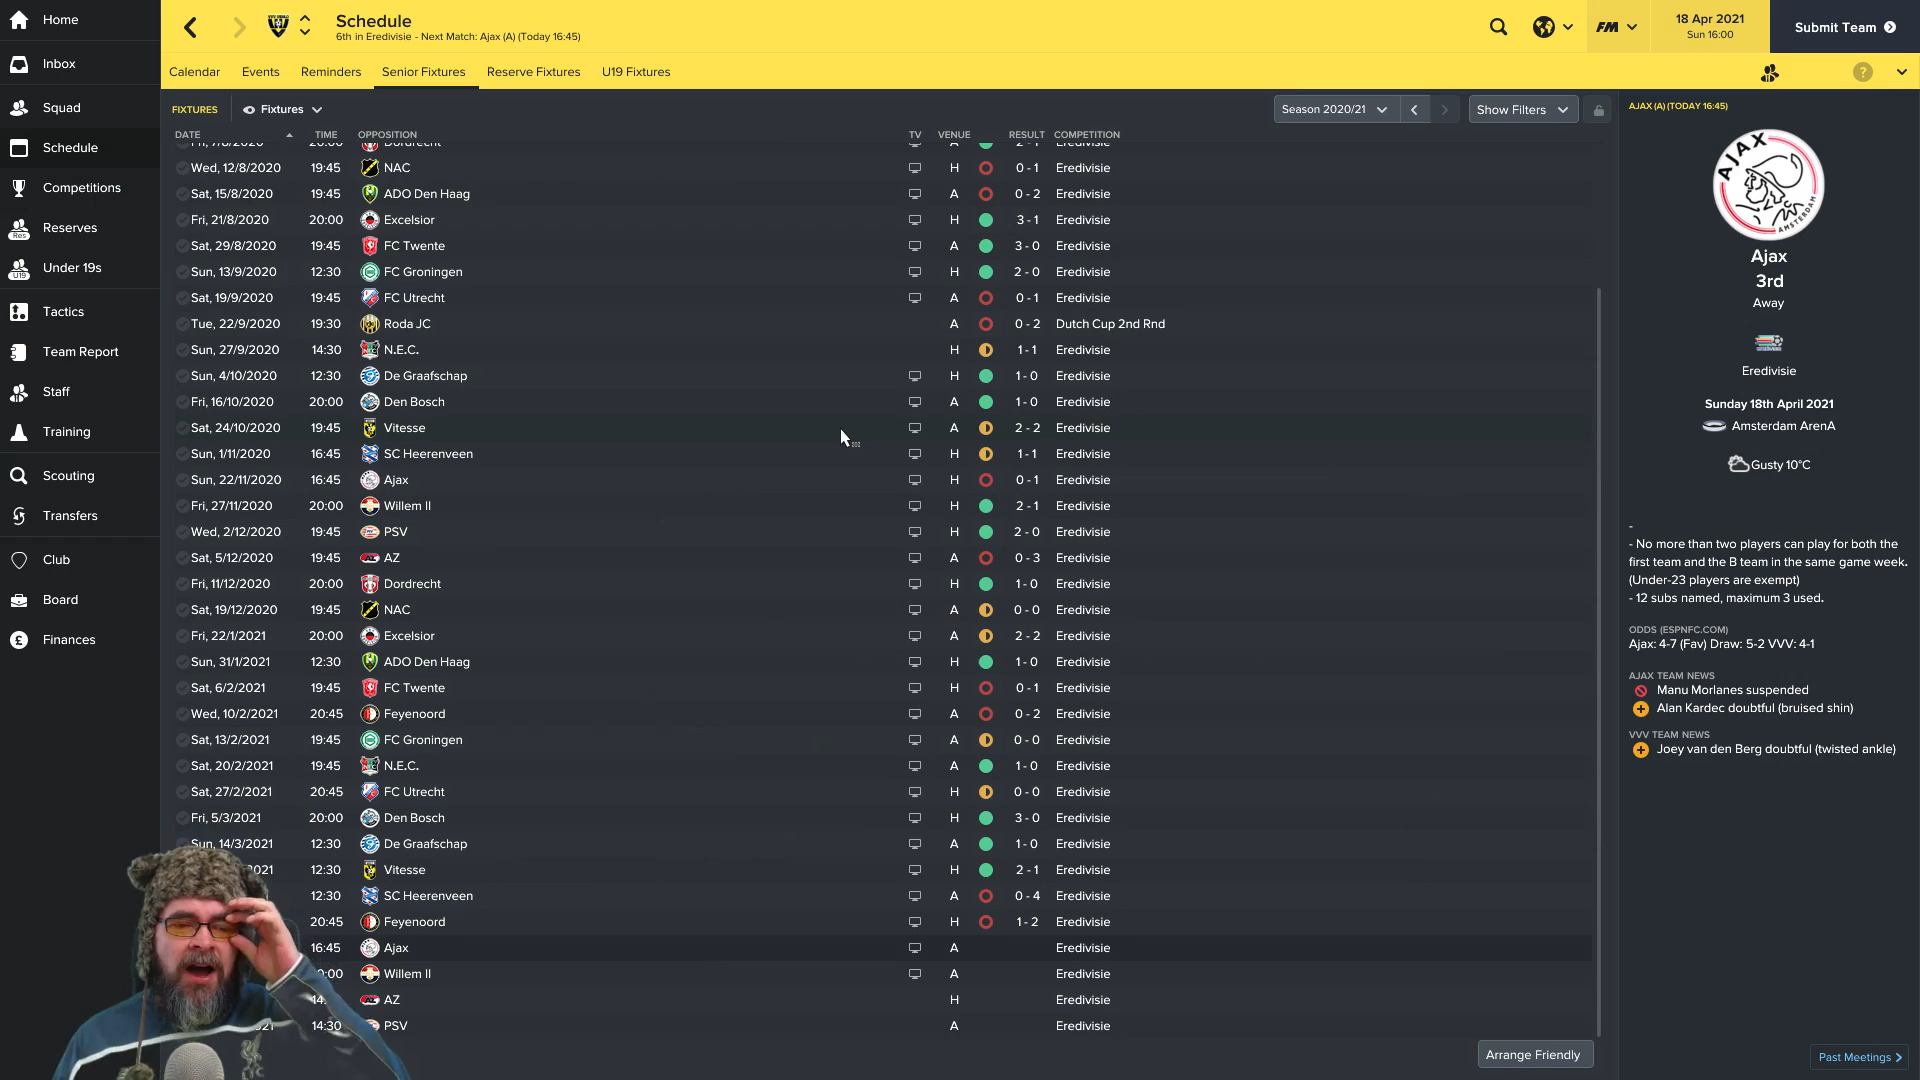 Home
Inbox
Squad
Schedule
Competitions
Reserves
Under 19s
Tactics
Team Report
Staff
Training
Scouting
Transfers
Club
Board
Finances
Schedule
6th in Eredivisie - Next Match: Ajax (A) (Today 16:45)
FM
18 Apr 2021
Sun 16:00
Submit Team
Calendar Events Reminders Senior Fixtures Reserve Fixtures U19 Fixtures
?
FIXTURES Fixtures
Season 2020/21 Show Filters
DATE TIME OPPOSITION TV VENUE RESULT COMPETITION
Fri, 7/8/2020 20:00 Dordrecht A 2 - 1 Eredivisie
Wed, 12/8/2020 19:45 NAC H 0 - 1 Eredivisie
Sat, 15/8/2020 19:45 ADO Den Haag A 0 - 2 Eredivisie
Fri, 21/8/2020 20:00 Excelsior H 3 - 1 Eredivisie
Sat, 29/8/2020 19:45 FC Twente A 3 - 0 Eredivisie
Sun, 13/9/2020 12:30 FC Groningen H 2 - 0 Eredivisie
Sat, 19/9/2020 19:45 FC Utrecht A 0 - 1 Eredivisie
Tue, 22/9/2020 19:30 Roda JC A 0 - 2 Dutch Cup 2nd Rnd
Sun, 27/9/2020 14:30 N.E.C. H 1 - 1 Eredivisie
Sun, 4/10/2020 12:30 De Graafschap H 1 - 0 Eredivisie
Fri, 16/10/2020 20:00 Den Bosch A 1 - 0 Eredivisie
Sat, 24/10/2020 19:45 Vitesse A 2 - 2 Eredivisie
Sun, 1/11/2020 16:45 SC Heerenveen H 1 - 1 Eredivisie
Sun, 22/11/2020 16:45 Ajax H 0 - 1 Eredivisie
Fri, 27/11/2020 20:00 Willem II H 2 - 1 Eredivisie
Wed, 2/12/2020 19:45 PSV H 2 - 0 Eredivisie
Sat, 5/12/2020 19:45 AZ A 0 - 3 Eredivisie
Fri, 11/12/2020 20:00 Dordrecht H 1 - 0 Eredivisie
Sat, 19/12/2020 19:45 NAC A 0 - 0 Eredivisie
Fri, 22/1/2021 20:00 Excelsior A 2 - 2 Eredivisie
Sun, 31/1/2021 12:30 ADO Den Haag H 1 - 0 Eredivisie
Sat, 6/2/2021 19:45 FC Twente H 0 - 1 Eredivisie
Wed, 10/2/2021 20:45 Feyenoord A 0 - 2 Eredivisie
Sat, 13/2/2021 19:45 FC Groningen A 0 - 0 Eredivisie
Sat, 20/2/2021 19:45 N.E.C. A 1 - 0 Eredivisie
Sat, 27/2/2021 20:45 FC Utrecht H 0 - 0 Eredivisie
Fri, 5/3/2021 20:00 Den Bosch H 3 - 0 Eredivisie
Sun, 14/3/2021 12:30 De Graafschap A 1 - 0 Eredivisie
12:30 Vitesse H 2 - 1 Eredivisie
12:30 SC Heerenveen A 0 - 4 Eredivisie
20:45 Feyenoord H 1 - 2 Eredivisie
16:45 Ajax A Eredivisie
Willem II A Eredivisie
AZ H Eredivisie
14:30 PSV A Eredivisie
Arrange Friendly
AJAX (A) (TODAY 16:45)
AJAX
AMSTERDAM
Ajax
3rd
Away
Eredivisie
Sunday 18th April 2021
Amsterdam ArenA
Gusty 10°C
-
- No more than two players can play for both the
first team and the B team in the same game week.
(Under-23 players are exempt)
- 12 subs named, maximum 3 used.
ODDS (ESPNFC.COM)
Ajax: 4-7 (Fav) Draw: 5-2 VVV: 4-1
AJAX TEAM NEWS
Manu Morlanes suspended
Alan Kardec doubtful (bruised shin)
VVV TEAM NEWS
Joey van den Berg doubtful (twisted ankle)
Past Meetings